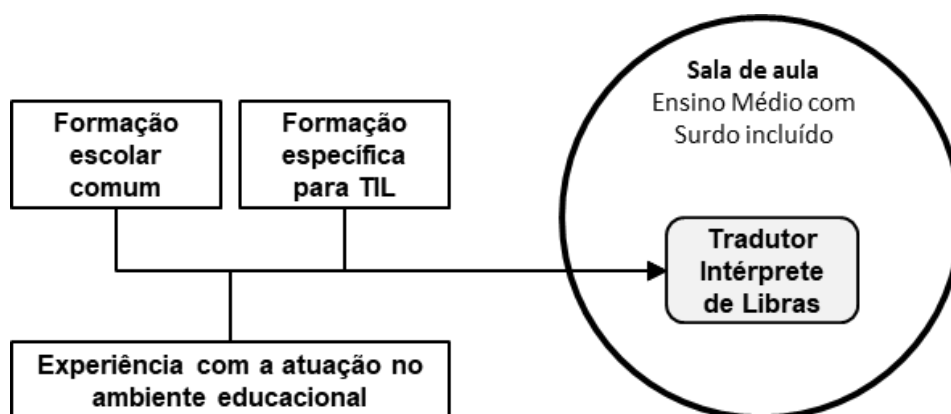 Formação
escolar
comum
Formação
específica
para TIL
Sala de aula
Ensino Médio com
Surdo incluído
Tradutor
Intérprete
de Libras
Experiência com a atuação no
ambiente educacional